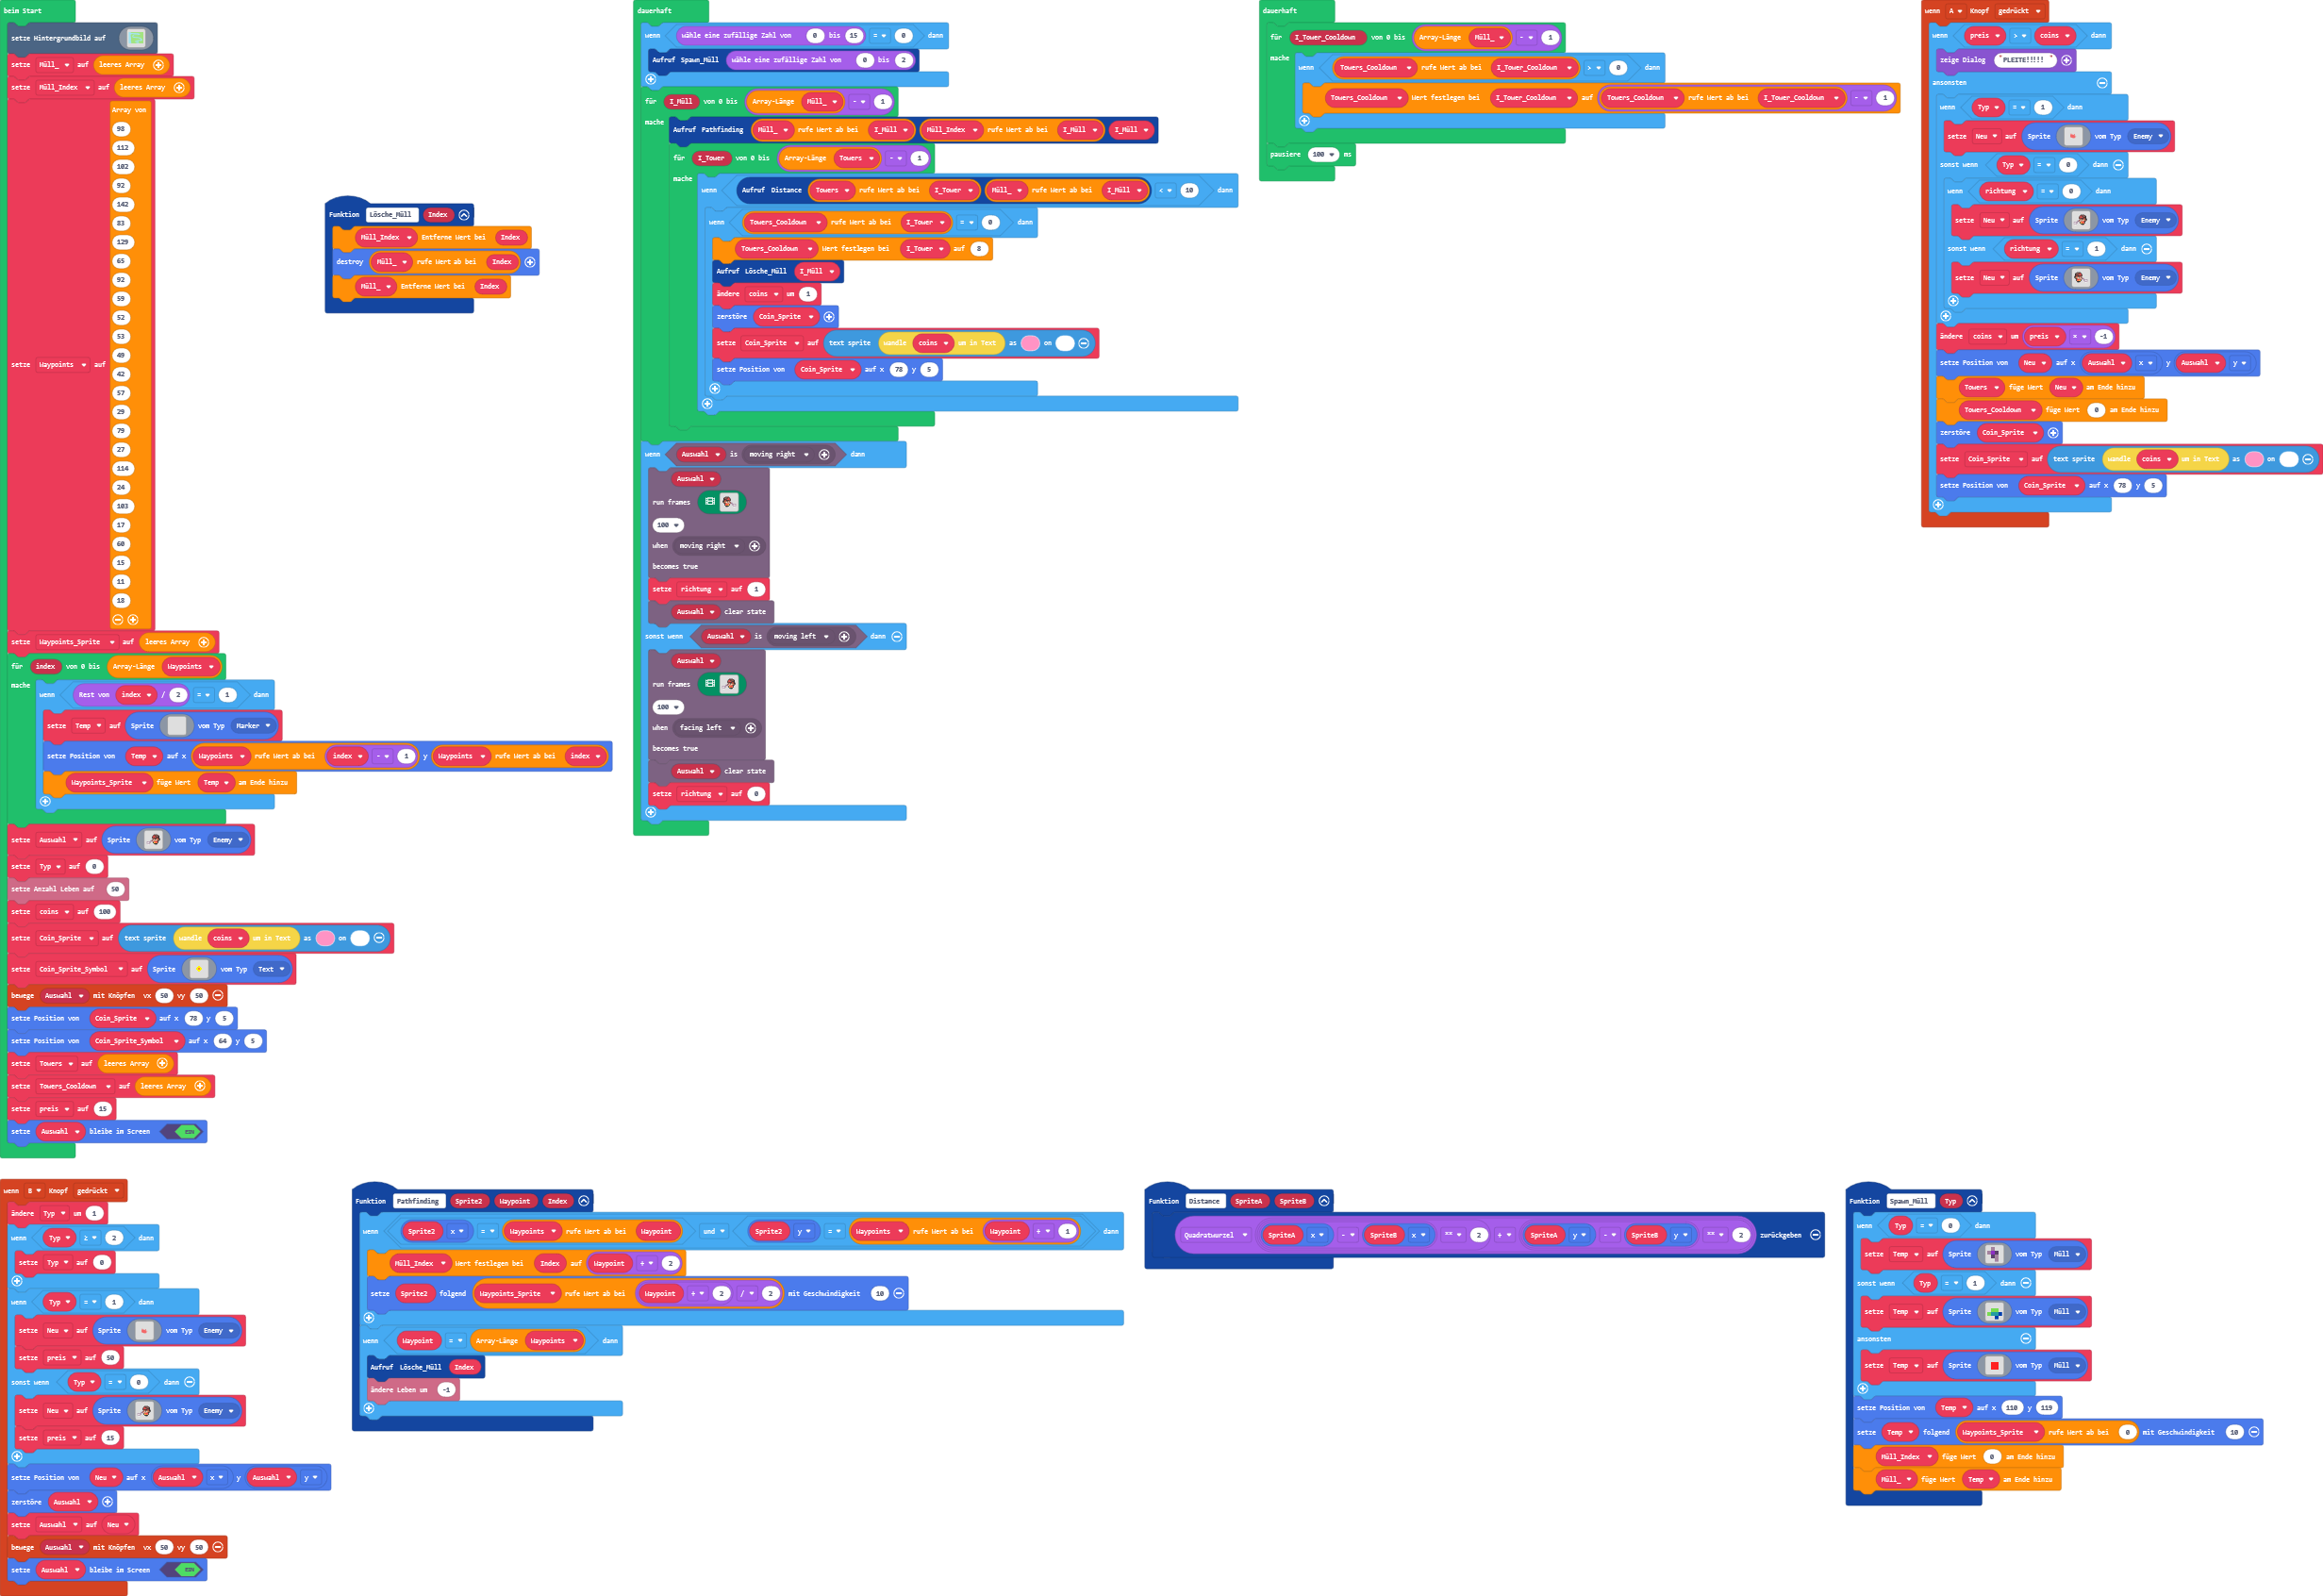 beim Start
setze Hintergrundbild auf
setze Müll_ auf leeres Array
setze Müll_Index auf leeres Array
setze Waypoints auf Array von
98
112
102
92
142
83
129
65
92
59
52
53
49
42
57
29
79
27
114
24
103
17
60
15
11
18
setze Waypoints_Sprite auf leeres Array
für index von 0 bis Array-Länge Waypoints
mache
wenn Rest von index / 2 = 1 dann
setze Temp auf Sprite vom Typ Marker
setze Position von Temp auf x Waypoints rufe Wert ab bei index - 1 y Waypoints rufe Wert ab bei index
Waypoints_Sprite füge Wert Temp am Ende hinzu
setze Auswahl auf Sprite vom Typ Enemy
setze Typ auf 0
setze Anzahl Leben auf 50
setze coins auf 100
setze Coin_Sprite auf text sprite wandle coins um in Text as on
setze Coin_Sprite_Symbol auf Sprite vom Typ Text
bewege Auswahl mit Knöpfen vx 50 vy 50
setze Position von Coin_Sprite auf x 78 y 5
setze Position von Coin_Sprite_Symbol auf x 64 y 5
setze Towers auf leeres Array
setze Towers_Cooldown auf leeres Array
setze preis auf 15
setze Auswahl bleibe im Screen EIN
Funktion Lösche_Müll Index
Müll_Index Entferne Wert bei Index
destroy Müll_ rufe Wert ab bei Index
Müll_ Entferne Wert bei Index
dauerhaft
wenn wähle eine zufällige Zahl von 0 bis 15 = 0 dann
Aufruf Spawn_Müll wähle eine zufällige Zahl von 0 bis 2
für I_Müll von 0 bis Array-Länge Müll_ - 1
mache
Aufruf Pathfinding Müll_ rufe Wert ab bei I_Müll Müll_Index rufe Wert ab bei I_Müll I_Müll
für I_Tower von 0 bis Array-Länge Towers - 1
mache
wenn Aufruf Distance Towers rufe Wert ab bei I_Tower Müll_ rufe Wert ab bei I_Müll < 10 dann
wenn Towers_Cooldown rufe Wert ab bei I_Tower = 0 dann
Towers_Cooldown Wert festlegen bei I_Tower auf 8
Aufruf Lösche_Müll I_Müll
ändere coins um 1
zerstöre Coin_Sprite
setze Coin_Sprite auf text sprite wandle coins um in Text as on
setze Position von Coin_Sprite auf x 78 y 5
wenn Auswahl is moving right dann
Auswahl
run frames
100
when moving right
becomes true
setze richtung auf 1
Auswahl clear state
sonst wenn Auswahl is moving left dann
Auswahl
run frames
100
when facing left
becomes true
Auswahl clear state
setze richtung auf 0
dauerhaft
für I_Tower_Cooldown von 0 bis Array-Länge Müll_ - 1
mache
wenn Towers_Cooldown rufe Wert ab bei I_Tower_Cooldown > 0 dann
Towers_Cooldown Wert festlegen bei I_Tower_Cooldown auf Towers_Cooldown rufe Wert ab bei I_Tower_Cooldown - 1
pausiere 100 ms
wenn A Knopf gedrückt
wenn preis > coins dann
zeige Dialog "PLEITE!!!!! "
ansonsten
wenn Typ = 1 dann
setze Neu auf Sprite vom Typ Enemy
sonst wenn Typ = 0 dann
wenn richtung = 0 dann
setze Neu auf Sprite vom Typ Enemy
sonst wenn richtung = 1 dann
setze Neu auf Sprite vom Typ Enemy
ändere coins um preis * -1
setze Position von Neu auf x Auswahl x y Auswahl y
Towers füge Wert Neu am Ende hinzu
Towers_Cooldown füge Wert 0 am Ende hinzu
zerstöre Coin_Sprite
setze Coin_Sprite auf text sprite wandle coins um in Text as on
setze Position von Coin_Sprite auf x 78 y 5
wenn B Knopf gedrückt
ändere Typ um 1
wenn Typ ≥ 2 dann
setze Typ auf 0
wenn Typ = 1 dann
setze Neu auf Sprite vom Typ Enemy
setze preis auf 50
sonst wenn Typ = 0 dann
setze Neu auf Sprite vom Typ Enemy
setze preis auf 15
setze Position von Neu auf x Auswahl x y Auswahl y
zerstöre Auswahl
setze Auswahl auf Neu
bewege Auswahl mit Knöpfen vx 50 vy 50
setze Auswahl bleibe im Screen EIN
Funktion Pathfinding Sprite2 Waypoint Index
wenn Sprite2 x = Waypoints rufe Wert ab bei Waypoint und Sprite2 y = Waypoints rufe Wert ab bei Waypoint + 1 dann
Müll_Index Wert festlegen bei Index auf Waypoint + 2
setze Sprite2 folgend Waypoints_Sprite rufe Wert ab bei Waypoint + 2 / 2 mit Geschwindigkeit 10
wenn Waypoint = Array-Länge Waypoints dann
Aufruf Lösche_Müll Index
ändere Leben um -1
Funktion Distance SpriteA SpriteB
Quadratwurzel SpriteA x - SpriteB x ** 2 + SpriteA y - SpriteB y ** 2 zurückgeben
Funktion Spawn_Müll Typ
wenn Typ = 0 dann
setze Temp auf Sprite vom Typ Müll
sonst wenn Typ = 1 dann
setze Temp auf Sprite vom Typ Müll
ansonsten
setze Temp auf Sprite vom Typ Müll
setze Position von Temp auf x 110 y 119
setze Temp folgend Waypoints_Sprite rufe Wert ab bei 0 mit Geschwindigkeit 10
Müll_Index füge Wert 0 am Ende hinzu
Müll_ füge Wert Temp am Ende hinzu